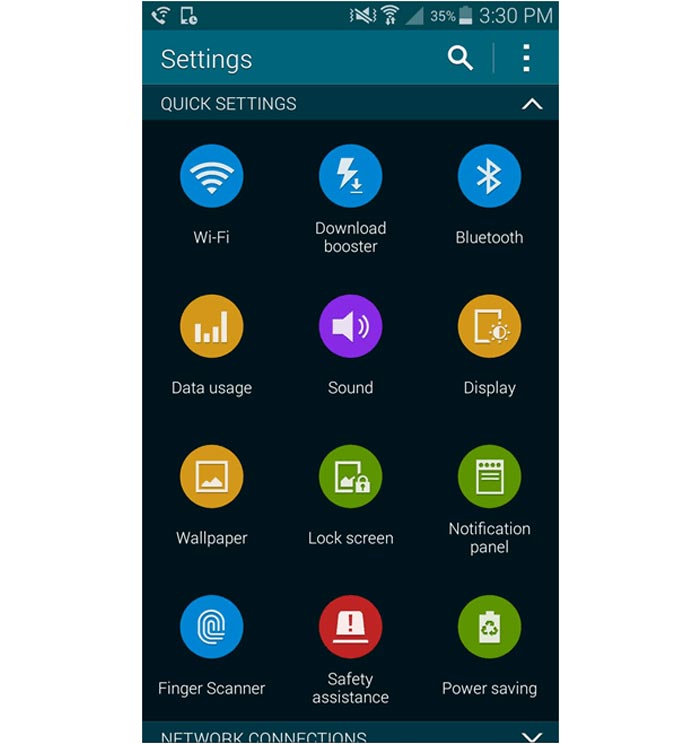 35% 3:30 PM
Settings
QUICK SETTINGS
Wi-Fi
Download
booster
Bluetooth
Data usage
Sound
Display
Wallpaper
Lock screen
Notification
panel
Finger Scanner
Safety
assistance
Power saving
NETWORK CONNECTIONS